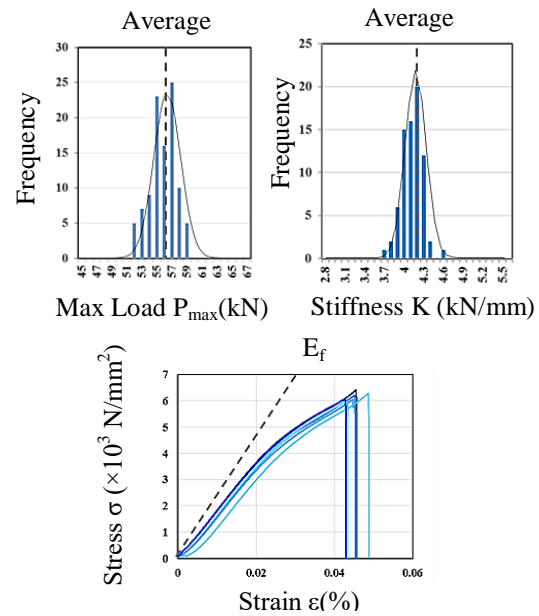 Average
30
25
20
15
10
5
0
Frequency
45 47 49 51 53 55 57 59 61 63 65 67
Max Load P_max(kN)
Average
25
20
15
10
5
0
Frequency
2.8 3.1 3.4 3.7 4 4.3 4.6 4.9 5.2 5.5
Stiffness K (kN/mm)
E_f
7
6
5
4
3
2
1
0
Stress σ (×10³ N/mm²)
0 0.02 0.04 0.06
Strain ε(%)